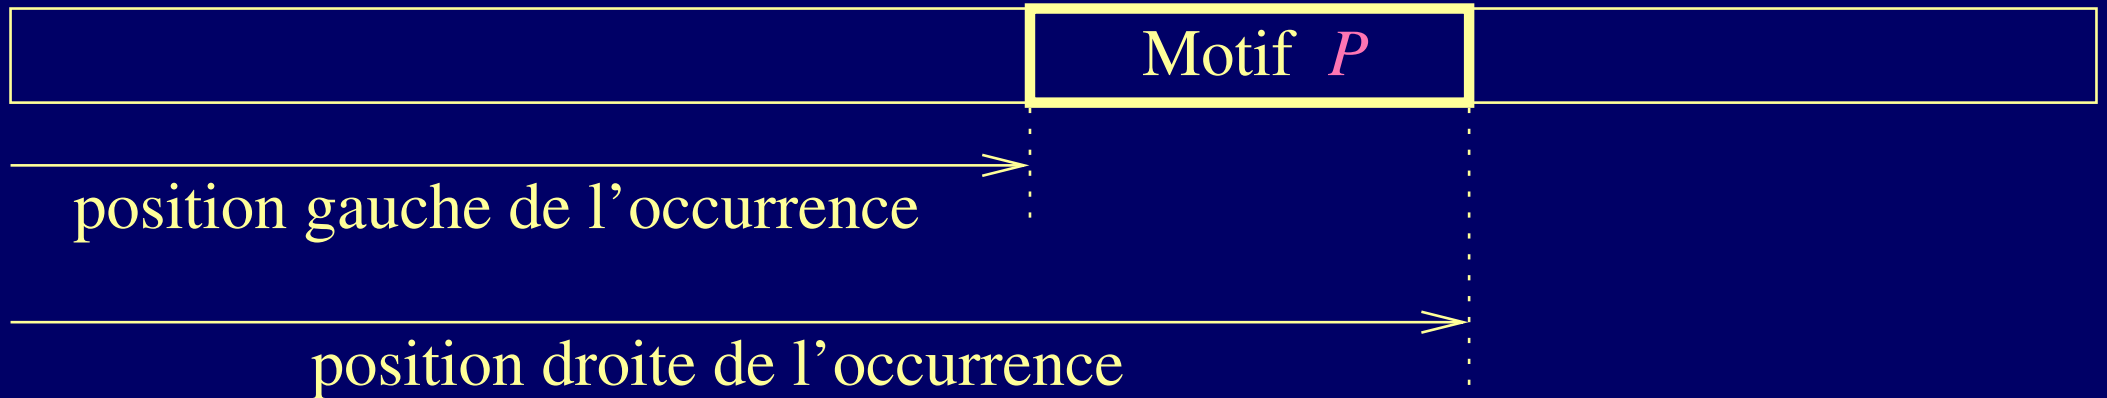 Motif P
position gauche de l’occurrence
position droite de l’occurrence